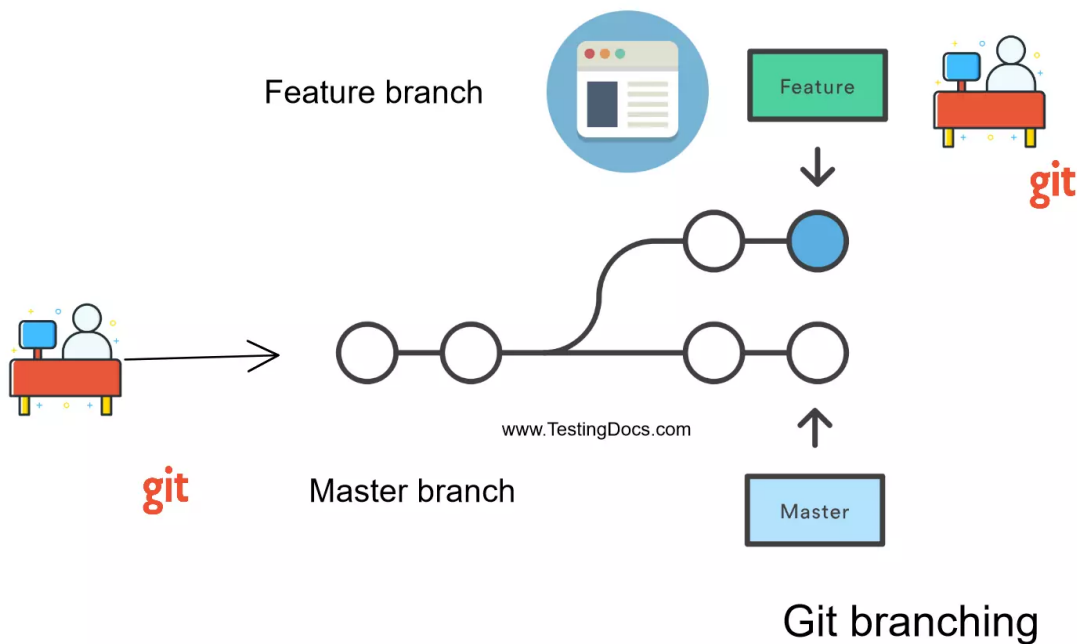 Feature branch
Feature
git
www.TestingDocs.com
git
Master branch
Master
Git branching